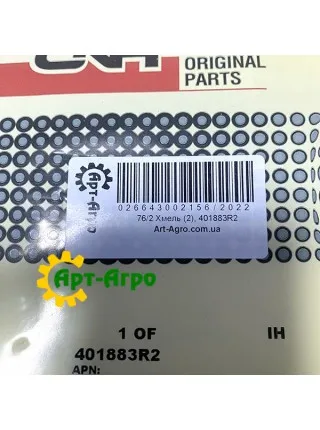 CNH
ORIGINAL
PARTS
Арт-Агро
026643002156/2022
76/2 Хмель (2), 401883R2
Art-Agro.com.ua
Арт-Агро
1 OF
IH
401883R2
APN: